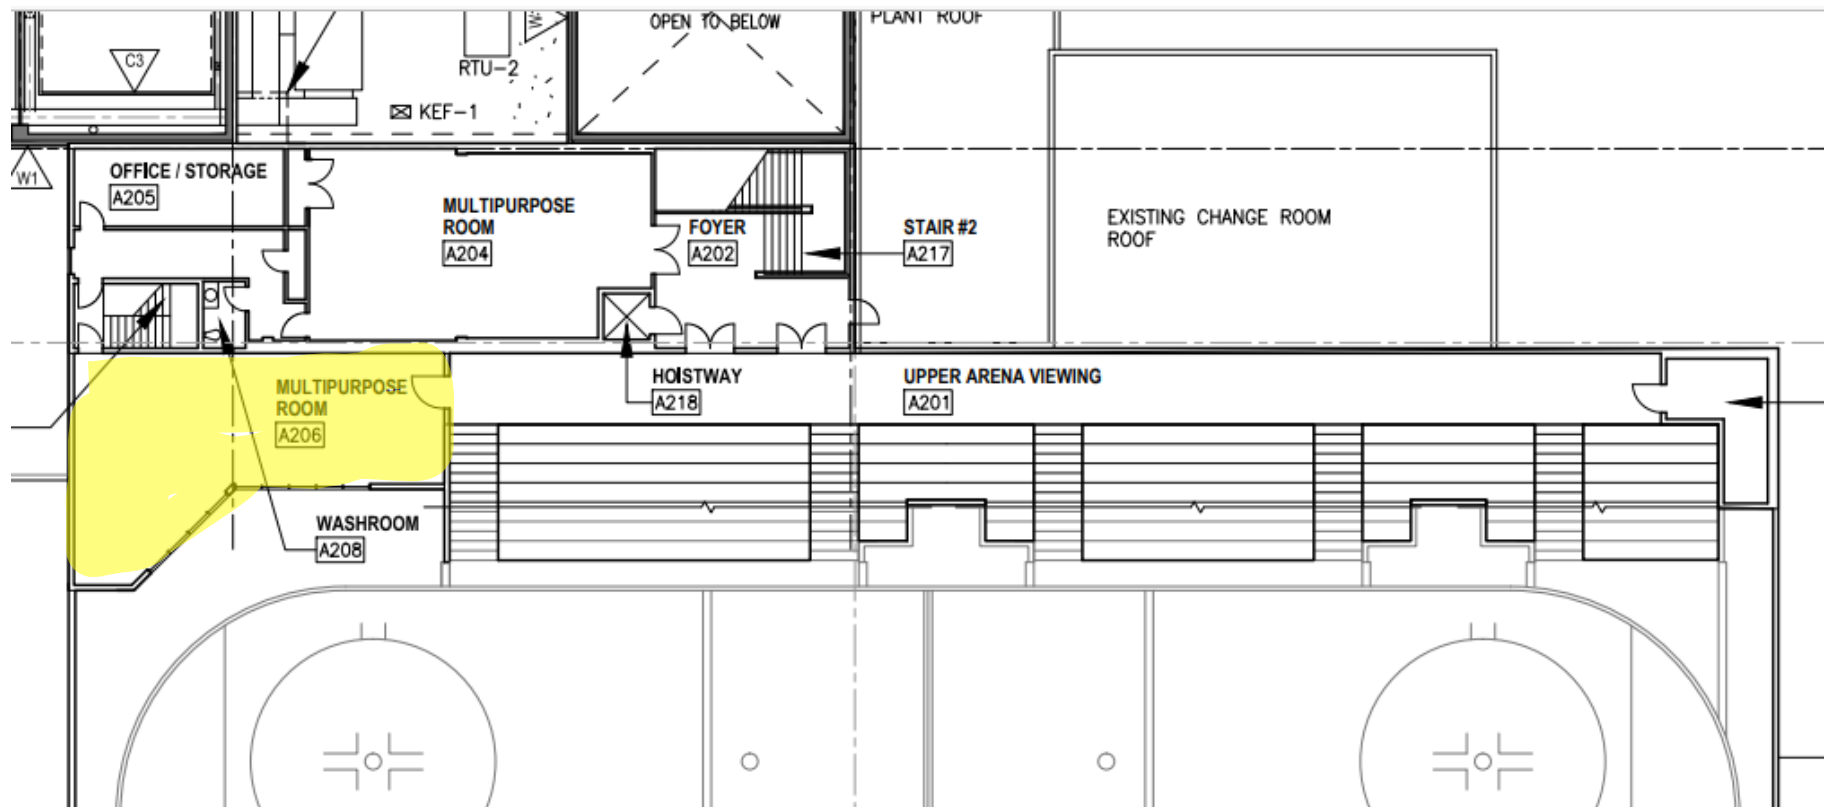 OPEN TO BELOW
PLANT ROOF
C3
RTU-2
KEF-1
W1
OFFICE / STORAGE
A205
MULTIPURPOSE
ROOM
A204
FOYER
A202
STAIR #2
A217
EXISTING CHANGE ROOM
ROOF
MULTIPURPOSE
ROOM
A206
HOISTWAY
A218
UPPER ARENA VIEWING
A201
WASHROOM
A208